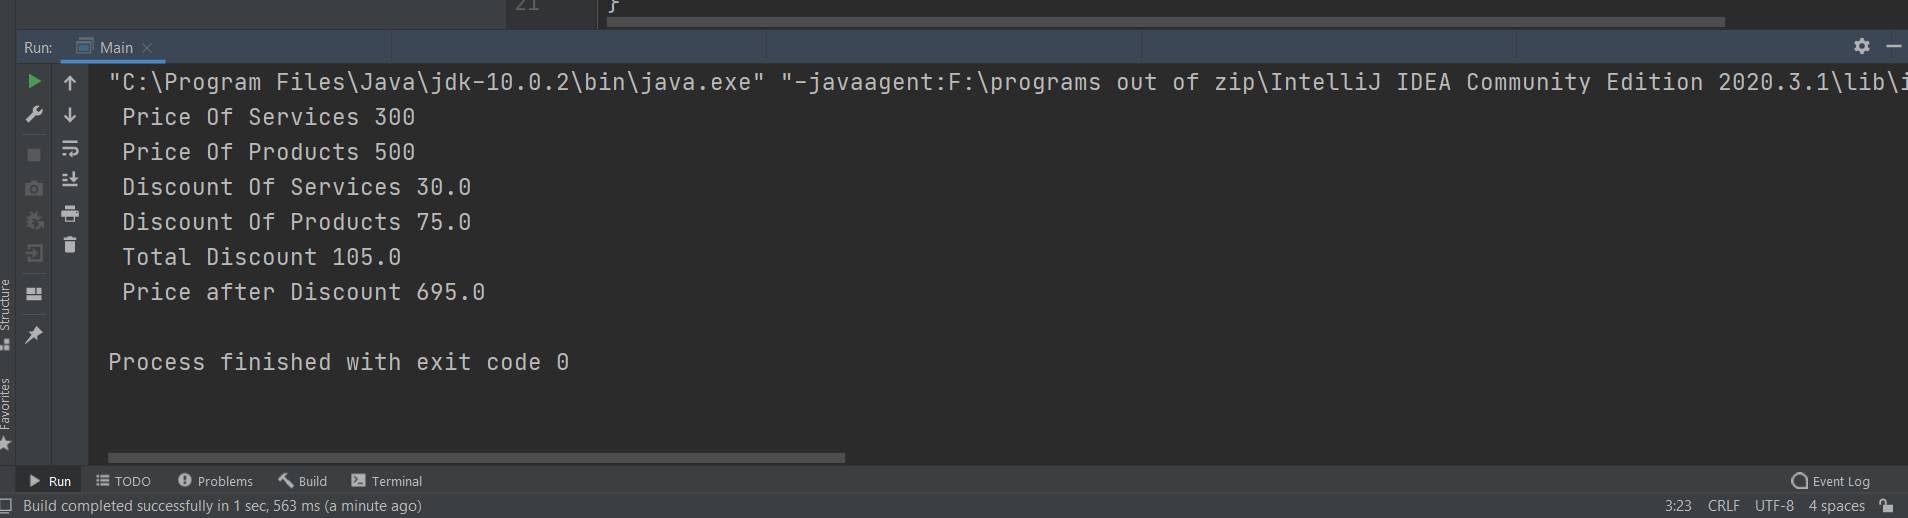 21 }
Run: Main
"C:\Program Files\Java\jdk-10.0.2\bin\java.exe" "-javaagent:F:\programs out of zip\IntelliJ IDEA Community Edition 2020.3.1\lib\i
Price Of Services 300
Price Of Products 500
Discount Of Services 30.0
Discount Of Products 75.0
Total Discount 105.0
Price after Discount 695.0
Process finished with exit code 0
Structure
Favorites
Run TODO Problems Build Terminal Event Log
Build completed successfully in 1 sec, 563 ms (a minute ago) 3:23 CRLF UTF-8 4 spaces